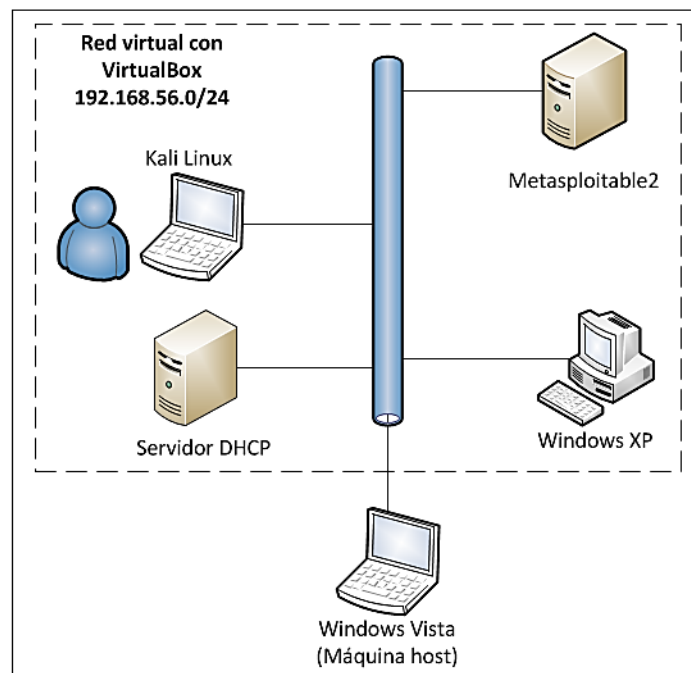 Red virtual con
VirtualBox
192.168.56.0/24
Kali Linux
Metasploitable2
Servidor DHCP
Windows XP
Windows Vista
(Máquina host)